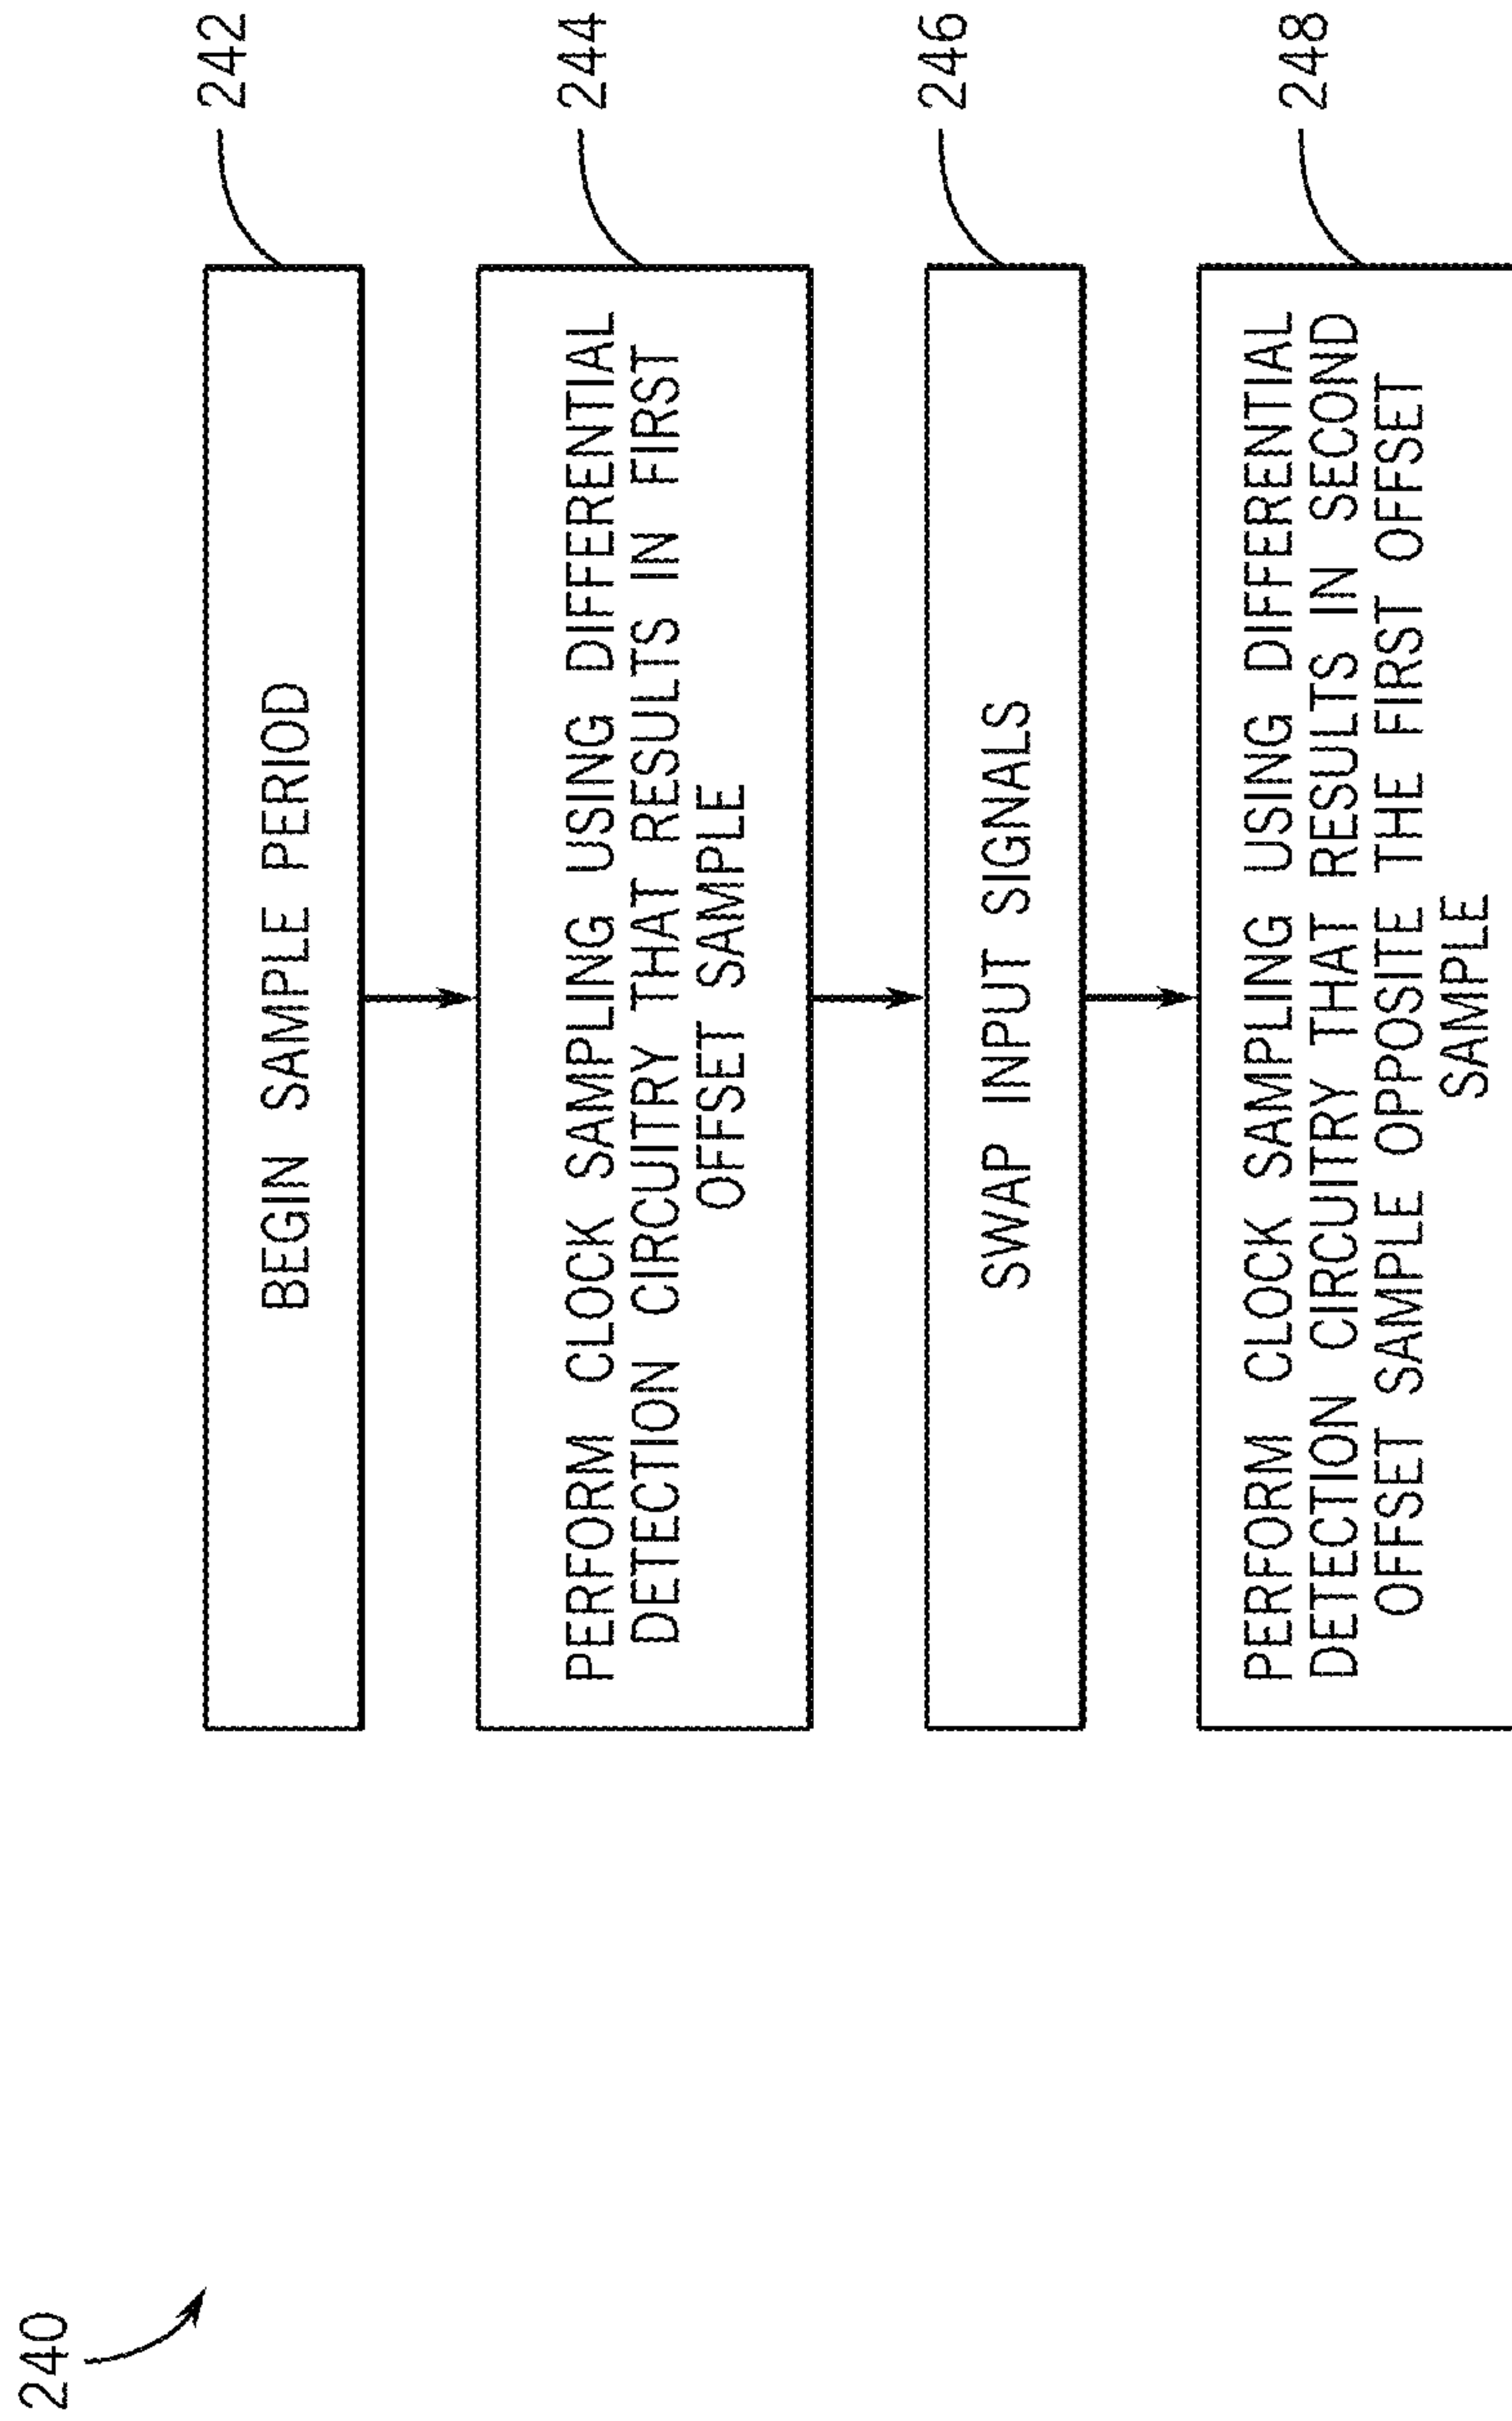 240
BEGIN SAMPLE PERIOD
242
PERFORM CLOCK SAMPLING USING DIFFERENTIAL
DETECTION CIRCUITRY THAT RESULTS IN FIRST
OFFSET SAMPLE
244
SWAP INPUT SIGNALS
246
PERFORM CLOCK SAMPLING USING DIFFERENTIAL
DETECTION CIRCUITRY THAT RESULTS IN SECOND
OFFSET SAMPLE OPPOSITE THE FIRST OFFSET
SAMPLE
248